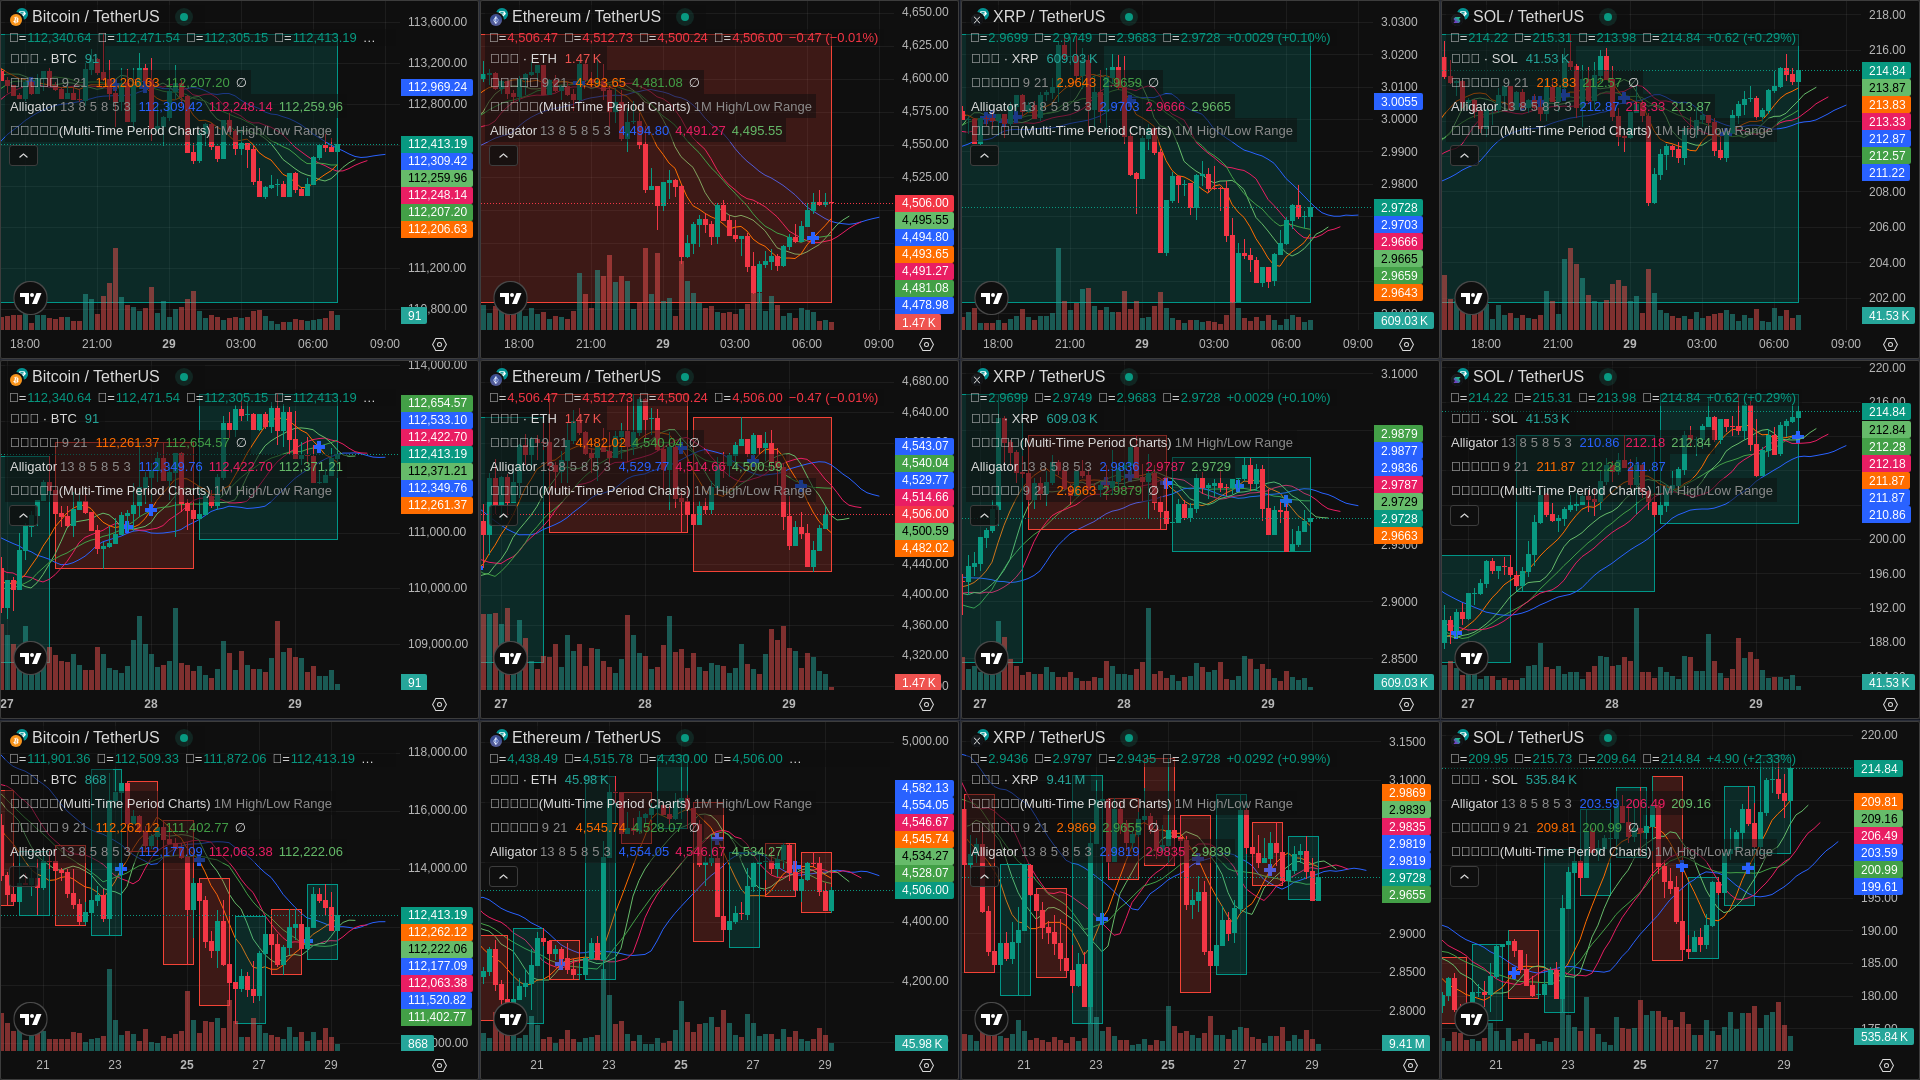 Bitcoin / TetherUS
□=112,340.64 □=112,471.54 □=112,305.15 □=112,413.19 …
□□□ · BTC 91
□□□□□ 9 21 112,206.63 112,207.20 ∅
Alligator 13 8 5 8 5 3 112,309.42 112,248.14 112,259.96
□□□□□(Multi-Time Period Charts) 1M High/Low Range
113,600.00
113,200.00
112,969.24
112,800.00
112,413.19
112,309.42
112,259.96
112,248.14
112,207.20
112,206.63
111,200.00
91
18:00 21:00 29 03:00 06:00 09:00
Ethereum / TetherUS
□=4,506.47 □=4,512.73 □=4,500.24 □=4,506.00 −0.47 (−0.01%)
□□□ · ETH 1.47 K
□□□□□ 9 21 4,493.65 4,481.08 ∅
□□□□□(Multi-Time Period Charts) 1M High/Low Range
Alligator 13 8 5 8 5 3 4,494.80 4,491.27 4,495.55
4,650.00
4,625.00
4,600.00
4,575.00
4,550.00
4,525.00
4,506.00
4,495.55
4,494.80
4,493.65
4,491.27
4,481.08
4,478.98
1.47 K
18:00 21:00 29 03:00 06:00 09:00
XRP / TetherUS
□=2.9699 □=2.9749 □=2.9683 □=2.9728 +0.0029 (+0.10%)
□□□ · XRP 609.03 K
□□□□□ 9 21 2.9643 2.9659 ∅
Alligator 13 8 5 8 5 3 2.9703 2.9666 2.9665
□□□□□(Multi-Time Period Charts) 1M High/Low Range
3.0300
3.0200
3.0100
3.0055
3.0000
2.9900
2.9800
2.9728
2.9703
2.9666
2.9665
2.9659
2.9643
609.03 K
18:00 21:00 29 03:00 06:00 09:00
SOL / TetherUS
□=214.22 □=215.31 □=213.98 □=214.84 +0.62 (+0.29%)
□□□ · SOL 41.53 K
□□□□□ 9 21 213.83 212.57 ∅
Alligator 13 8 5 8 5 3 212.87 213.33 213.87
□□□□□(Multi-Time Period Charts) 1M High/Low Range
218.00
216.00
214.84
213.87
213.83
213.33
212.87
212.57
211.22
208.00
206.00
204.00
202.00
41.53 K
18:00 21:00 29 03:00 06:00 09:00
Bitcoin / TetherUS
□=112,340.64 □=112,471.54 □=112,305.15 □=112,413.19 …
□□□ · BTC 91
□□□□□ 9 21 112,261.37 112,654.57 ∅
Alligator 13 8 5 8 5 3 112,349.76 112,422.70 112,371.21
□□□□□(Multi-Time Period Charts) 1M High/Low Range
114,000.00
112,654.57
112,533.10
112,422.70
112,413.19
112,371.21
112,349.76
112,261.37
111,000.00
110,000.00
109,000.00
91
27 28 29
Ethereum / TetherUS
□=4,506.47 □=4,512.73 □=4,500.24 □=4,506.00 −0.47 (−0.01%)
□□□ · ETH 1.47 K
□□□□□ 9 21 4,482.02 4,540.04 ∅
Alligator 13 8 5 8 5 3 4,529.77 4,514.66 4,500.59
□□□□□(Multi-Time Period Charts) 1M High/Low Range
4,680.00
4,640.00
4,543.07
4,540.04
4,529.77
4,514.66
4,506.00
4,500.59
4,482.02
4,440.00
4,400.00
4,360.00
4,320.00
1.47 K
27 28 29
XRP / TetherUS
□=2.9699 □=2.9749 □=2.9683 □=2.9728 +0.0029 (+0.10%)
□□□ · XRP 609.03 K
□□□□□(Multi-Time Period Charts) 1M High/Low Range
Alligator 13 8 5 8 5 3 2.9836 2.9787 2.9729
□□□□□ 9 21 2.9663 2.9879 ∅
3.1000
2.9879
2.9877
2.9836
2.9787
2.9729
2.9728
2.9663
2.9500
2.9000
2.8500
609.03 K
27 28 29
SOL / TetherUS
□=214.22 □=215.31 □=213.98 □=214.84 +0.62 (+0.29%)
□□□ · SOL 41.53 K
Alligator 13 8 5 8 5 3 210.86 212.18 212.84
□□□□□ 9 21 211.87 212.28 211.87
□□□□□(Multi-Time Period Charts) 1M High/Low Range
220.00
216.00
214.84
212.84
212.28
212.18
211.87
211.87
210.86
200.00
196.00
192.00
188.00
41.53 K
27 28 29
Bitcoin / TetherUS
□=111,901.36 □=112,509.33 □=111,872.06 □=112,413.19 …
□□□ · BTC 868
□□□□□(Multi-Time Period Charts) 1M High/Low Range
□□□□□ 9 21 112,262.12 111,402.77 ∅
Alligator 13 8 5 8 5 3 112,177.09 112,063.38 112,222.06
118,000.00
116,000.00
114,000.00
112,413.19
112,262.12
112,222.06
112,177.09
112,063.38
111,520.82
111,402.77
868
21 23 25 27 29
Ethereum / TetherUS
□=4,438.49 □=4,515.78 □=4,430.00 □=4,506.00 …
□□□ · ETH 45.98 K
□□□□□(Multi-Time Period Charts) 1M High/Low Range
□□□□□ 9 21 4,545.74 4,528.07 ∅
Alligator 13 8 5 8 5 3 4,554.05 4,546.67 4,534.27
5,000.00
4,582.13
4,554.05
4,546.67
4,545.74
4,534.27
4,528.07
4,506.00
4,400.00
4,200.00
45.98 K
21 23 25 27 29
XRP / TetherUS
□=2.9436 □=2.9797 □=2.9435 □=2.9728 +0.0292 (+0.99%)
□□□ · XRP 9.41 M
□□□□□(Multi-Time Period Charts) 1M High/Low Range
□□□□□ 9 21 2.9869 2.9655 ∅
Alligator 13 8 5 8 5 3 2.9819 2.9835 2.9839
3.1500
3.1000
2.9869
2.9839
2.9835
2.9819
2.9819
2.9728
2.9655
2.9000
2.8500
2.8000
9.41 M
21 23 25 27 29
SOL / TetherUS
□=209.95 □=215.73 □=209.64 □=214.84 +4.90 (+2.33%)
□□□ · SOL 535.84 K
Alligator 13 8 5 8 5 3 203.59 206.49 209.16
□□□□□ 9 21 209.81 200.99 ∅
□□□□□(Multi-Time Period Charts) 1M High/Low Range
220.00
214.84
209.81
209.16
206.49
203.59
200.99
199.61
195.00
190.00
185.00
180.00
535.84 K
21 23 25 27 29